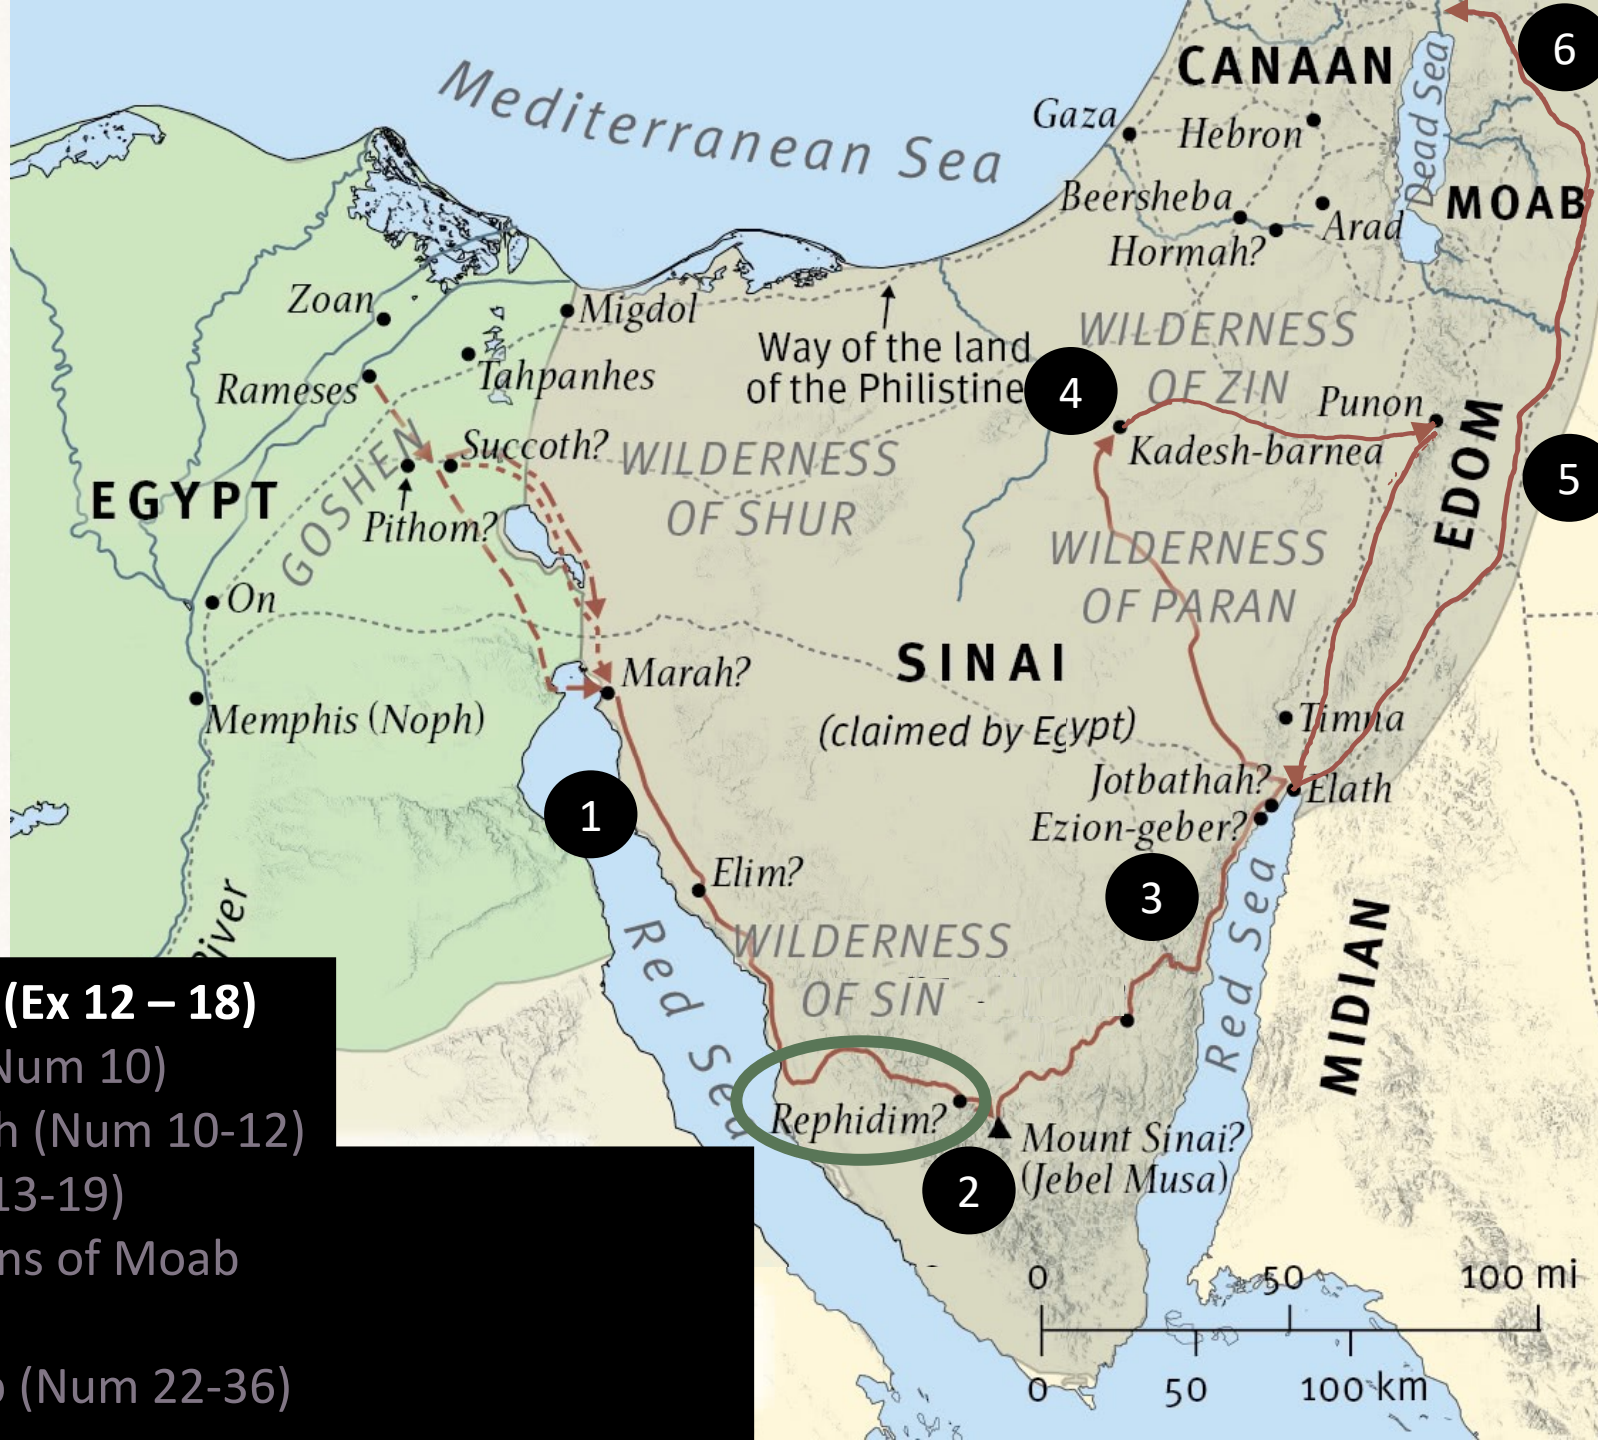 Mediterranean Sea
CANAAN
6
Gaza
Hebron
Dead Sea
Beersheba
MOAB
Arad
Hormah?
Zoan
Migdol
Way of the land
of the Philistine
WILDERNESS
OF ZIN
4
Tahpanhes
Rameses
Punon
Kadesh-barnea
Succoth?
WILDERNESS
OF SHUR
EDOM
5
EGYPT
GOSHEN
Pithom?
WILDERNESS
OF PARAN
On
SINAI
(claimed by Egypt)
Marah?
Memphis (Noph)
Timna
Jotbathah?
Elath
Ezion-geber?
1
Elim?
3
Red Sea
Red Sea
MIDIAN
WILDERNESS
OF SIN
River
(Ex 12 – 18)
Num 10)
h (Num 10-12)
13-19)
ns of Moab
(Num 22-36)
Rephidim?
2
Mount Sinai?
(Jebel Musa)
0 50 100 mi
0 50 100 km